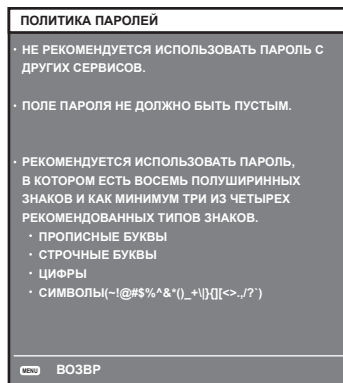 ПОЛИТИКА ПАРОЛЕЙ
· НЕ РЕКОМЕНДУЕТСЯ ИСПОЛЬЗОВАТЬ ПАРОЛЬ С
ДРУГИХ СЕРВИСОВ.
· ПОЛЕ ПАРОЛЯ НЕ ДОЛЖНО БЫТЬ ПУСТЫМ.
· РЕКОМЕНДУЕТСЯ ИСПОЛЬЗОВАТЬ ПАРОЛЬ,
В КОТОРОМ ЕСТЬ ВОСЕМЬ ПОЛУШИРИННЫХ
ЗНАКОВ И КАК МИНИМУМ ТРИ ИЗ ЧЕТЫРЕХ
РЕКОМЕНДОВАННЫХ ТИПОВ ЗНАКОВ.
· ПРОПИСНЫЕ БУКВЫ
· СТРОЧНЫЕ БУКВЫ
· ЦИФРЫ
· СИМВОЛЫ(~!@#$%^&*()_+\|}{][<>.,/?`)
MENU ВОЗВР